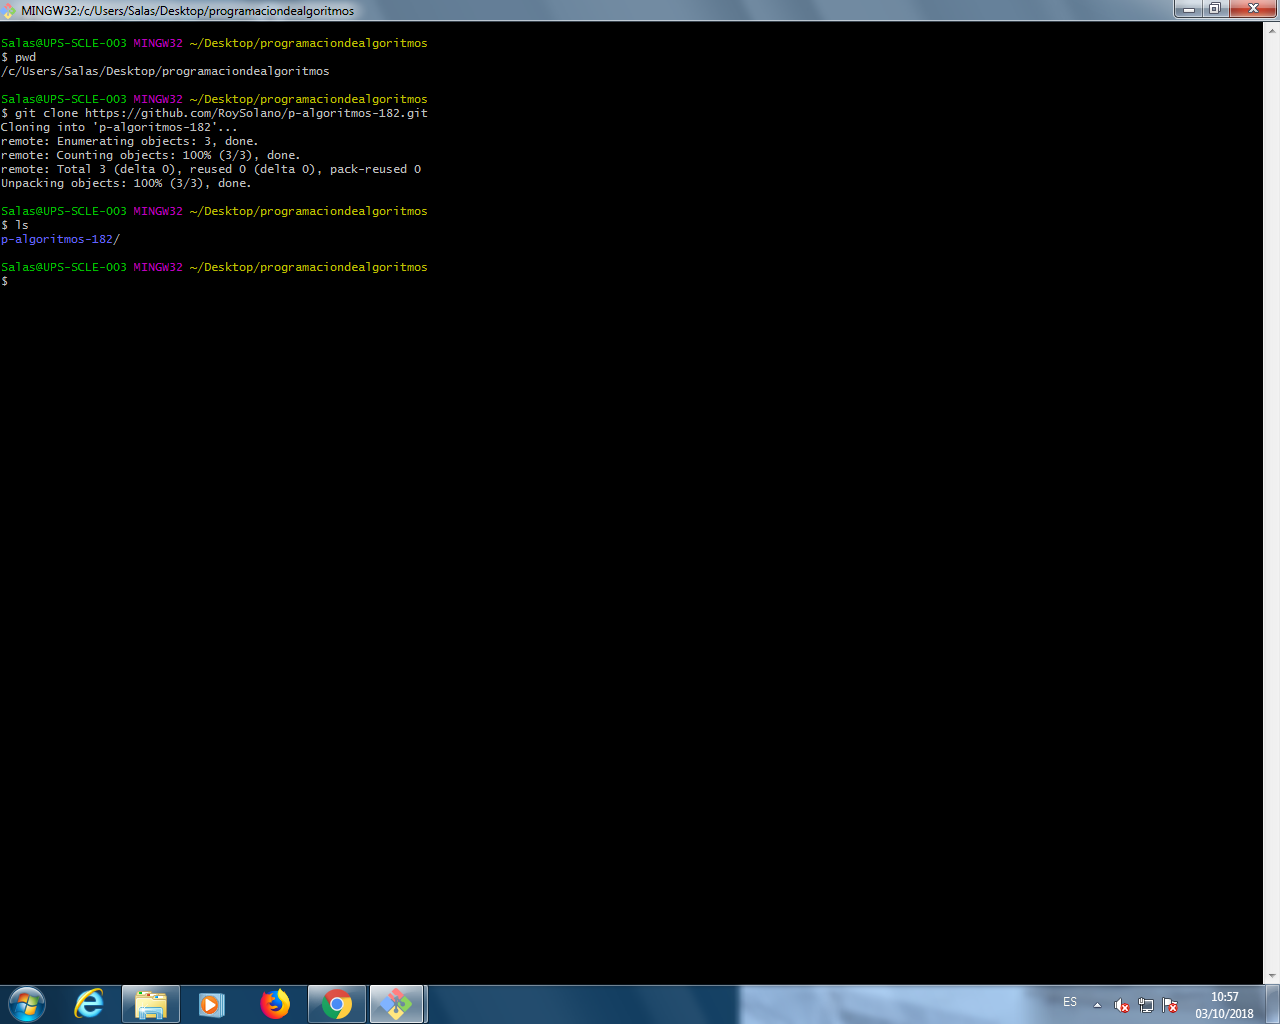 MINGW32:/c/Users/Salas/Desktop/programaciondealgoritmos
Salas@UPS-SCLE-003 MINGW32 ~/Desktop/programaciondealgoritmos
$ pwd
/c/Users/Salas/Desktop/programaciondealgoritmos
Salas@UPS-SCLE-003 MINGW32 ~/Desktop/programaciondealgoritmos
$ git clone https://github.com/RoySolano/p-algoritmos-182.git
Cloning into 'p-algoritmos-182'...
remote: Enumerating objects: 3, done.
remote: Counting objects: 100% (3/3), done.
remote: Total 3 (delta 0), reused 0 (delta 0), pack-reused 0
Unpacking objects: 100% (3/3), done.
Salas@UPS-SCLE-003 MINGW32 ~/Desktop/programaciondealgoritmos
$ ls
p-algoritmos-182/
Salas@UPS-SCLE-003 MINGW32 ~/Desktop/programaciondealgoritmos
$
ES
10:57
03/10/2018